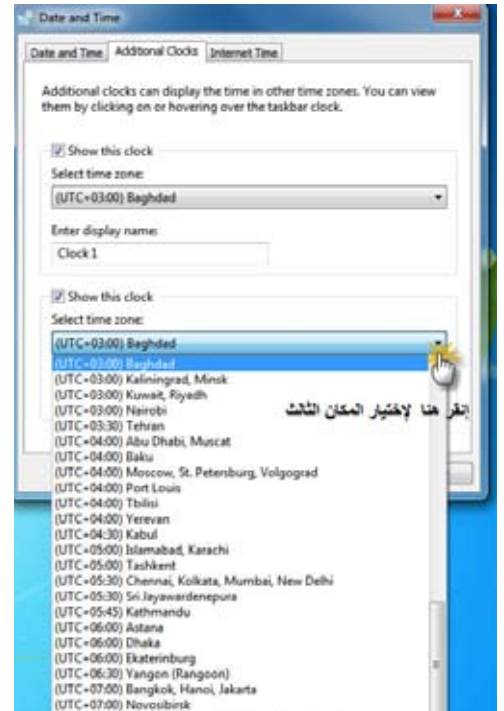 Date and Time
Date and Time Additional Clocks Internet Time
Additional clocks can display the time in other time zones. You can view
them by clicking on or hovering over the taskbar clock.
Show this clock
Select time zone:
(UTC+03:00) Baghdad
Enter display name:
Clock 1
Show this clock
Select time zone:
(UTC+03:00) Baghdad
(UTC+03:00) Baghdad
(UTC+03:00) Kaliningrad, Minsk
(UTC+03:00) Kuwait, Riyadh
(UTC+03:00) Nairobi
إنقر هنا لإختيار المكان الثالث
(UTC+03:30) Tehran
(UTC+04:00) Abu Dhabi, Muscat
(UTC+04:00) Baku
(UTC+04:00) Moscow, St. Petersburg, Volgograd
(UTC+04:00) Port Louis
(UTC+04:00) Tbilisi
(UTC+04:00) Yerevan
(UTC+04:30) Kabul
(UTC+05:00) Islamabad, Karachi
(UTC+05:00) Tashkent
(UTC+05:30) Chennai, Kolkata, Mumbai, New Delhi
(UTC+05:30) Sri Jayawardenepura
(UTC+05:45) Kathmandu
(UTC+06:00) Astana
(UTC+06:00) Dhaka
(UTC+06:00) Ekaterinburg
(UTC+06:30) Yangon (Rangoon)
(UTC+07:00) Bangkok, Hanoi, Jakarta
(UTC+07:00) Novosibirsk